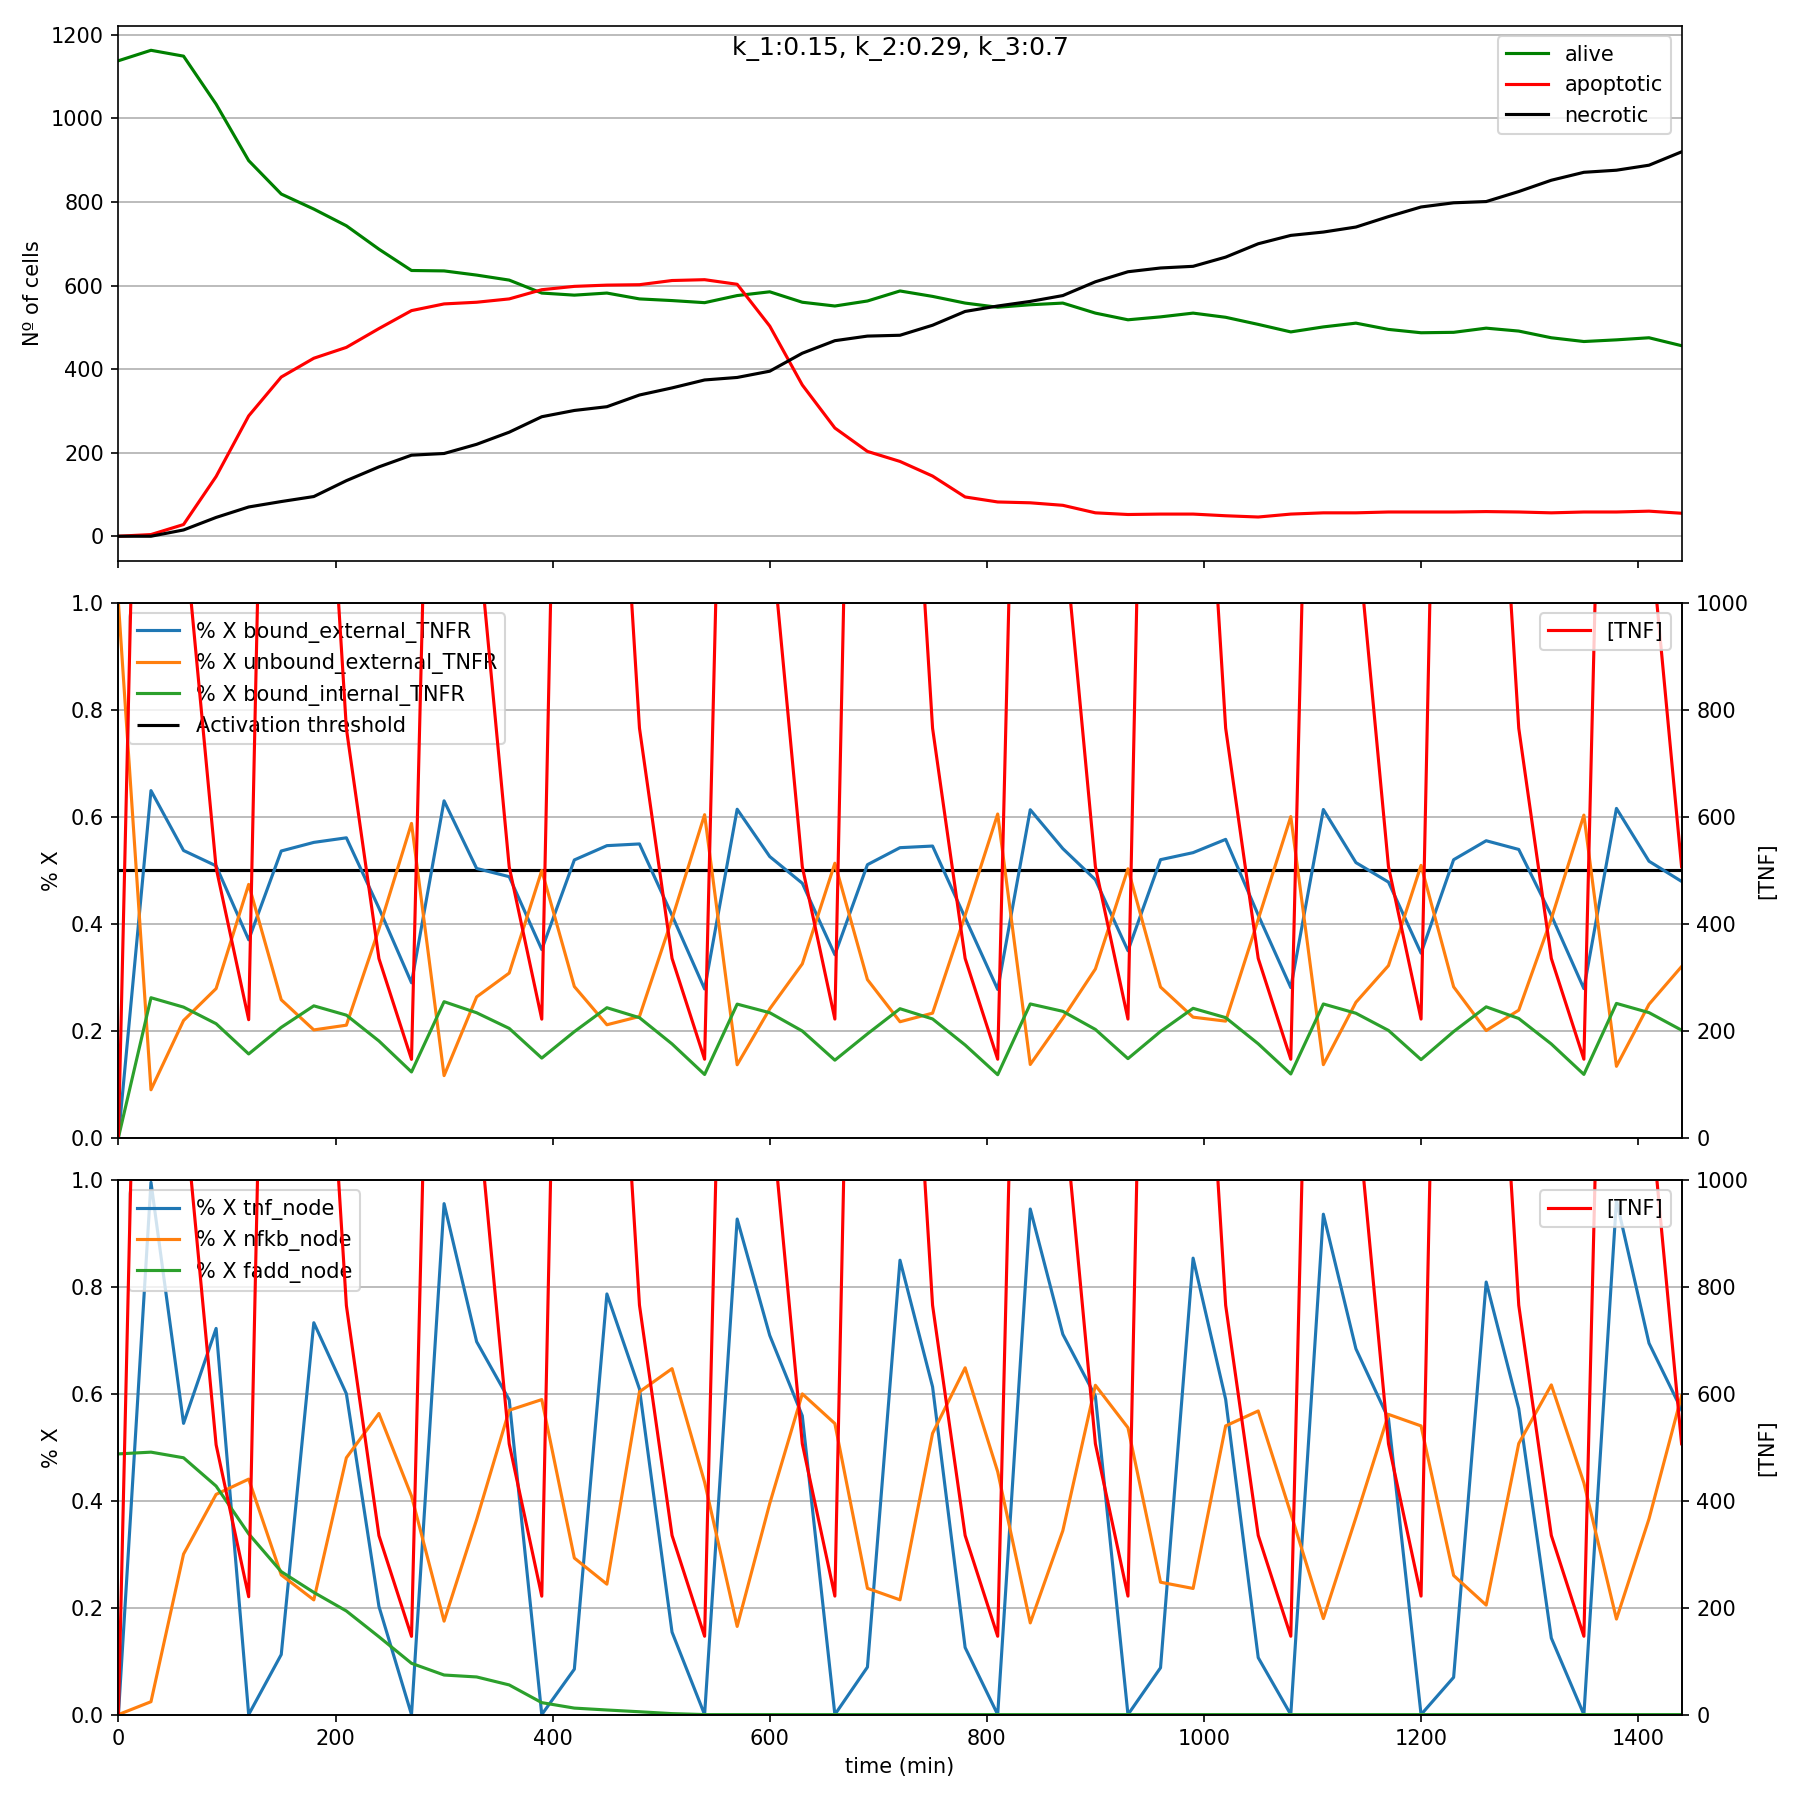 k_1:0.15, k_2:0.29, k_3:0.7
1200
1000
800
600
400
200
0
Nº of cells
alive
apoptotic
necrotic
1.0
0.8
0.6
0.4
0.2
0.0
% X
% X bound_external_TNFR
% X unbound_external_TNFR
% X bound_internal_TNFR
Activation threshold
[TNF]
1000
800
600
400
200
0
[TNF]
1.0
0.8
0.6
0.4
0.2
0.0
% X
% X tnf_node
% X nfkb_node
% X fadd_node
[TNF]
1000
800
600
400
200
0
[TNF]
0 200 400 600 800 1000 1200 1400
time (min)